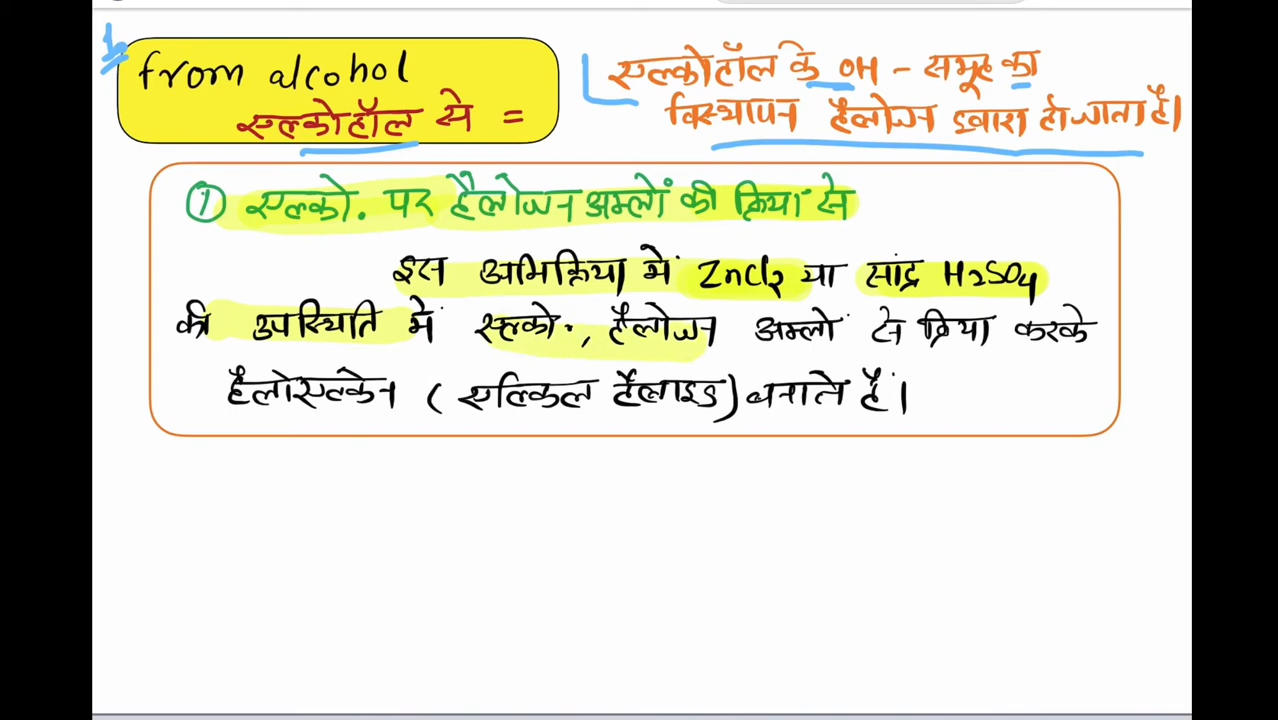 1
from alcohol
एल्कोहॉल से =
एल्कोहॉल के OH - समूह का
विस्थापन हैलोजन द्वारा हो जाता है।
① एल्को. पर हैलोजन अम्लों की क्रिया से
इस अभिक्रिया में ZnCl2 या सांद्र H2SO4
की उपस्थिति में एल्को., हैलोजन अम्लो से क्रिया करके
हैलोएल्केन (एल्किल हैलाइड) बनाते है।